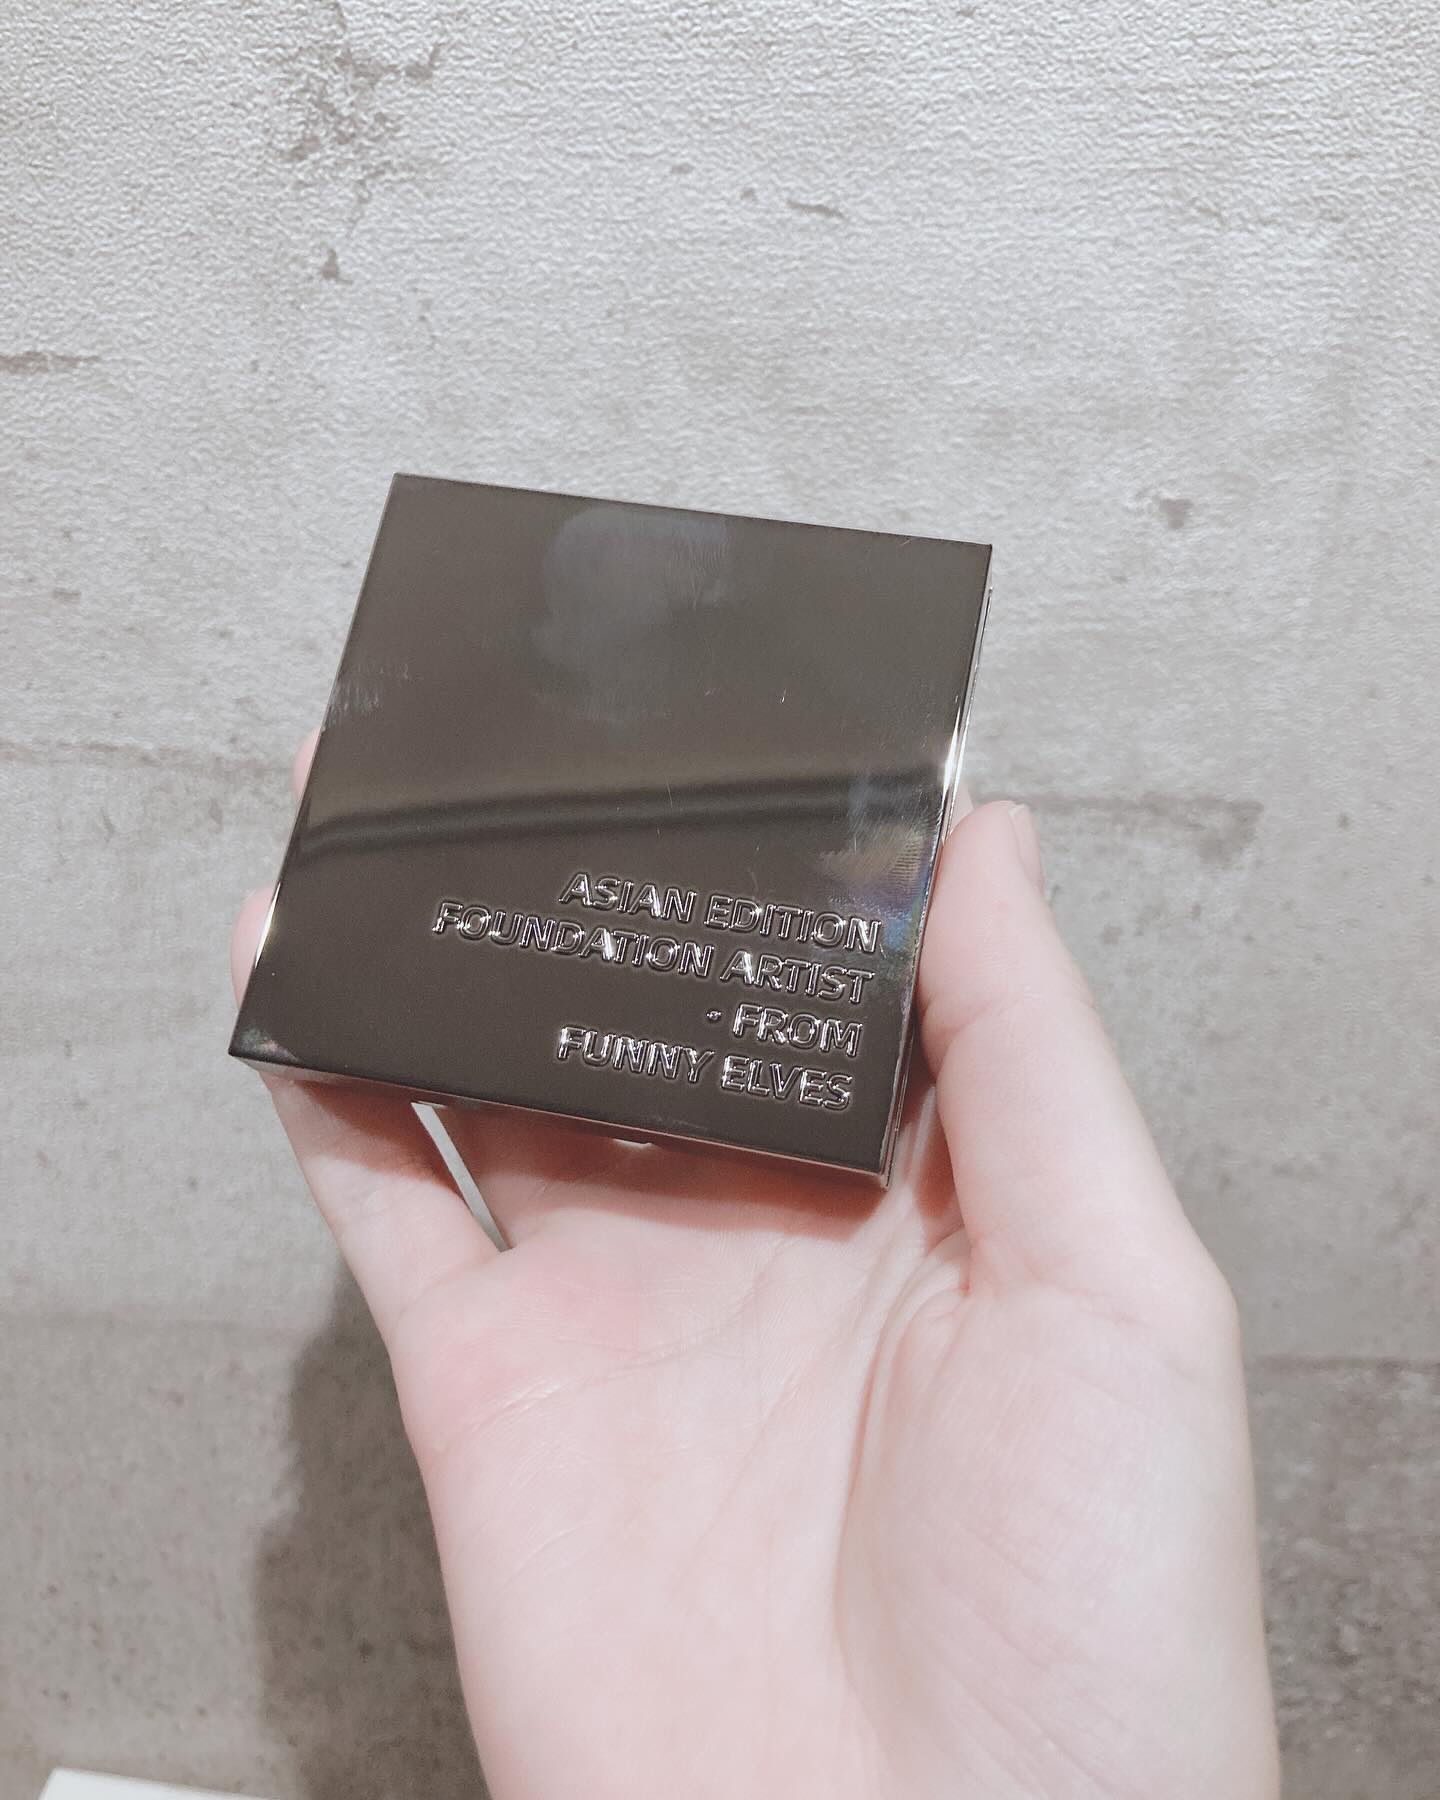 ASIAN EDITION
FOUNDATION ARTIST
· FROM
FUNNY ELVES